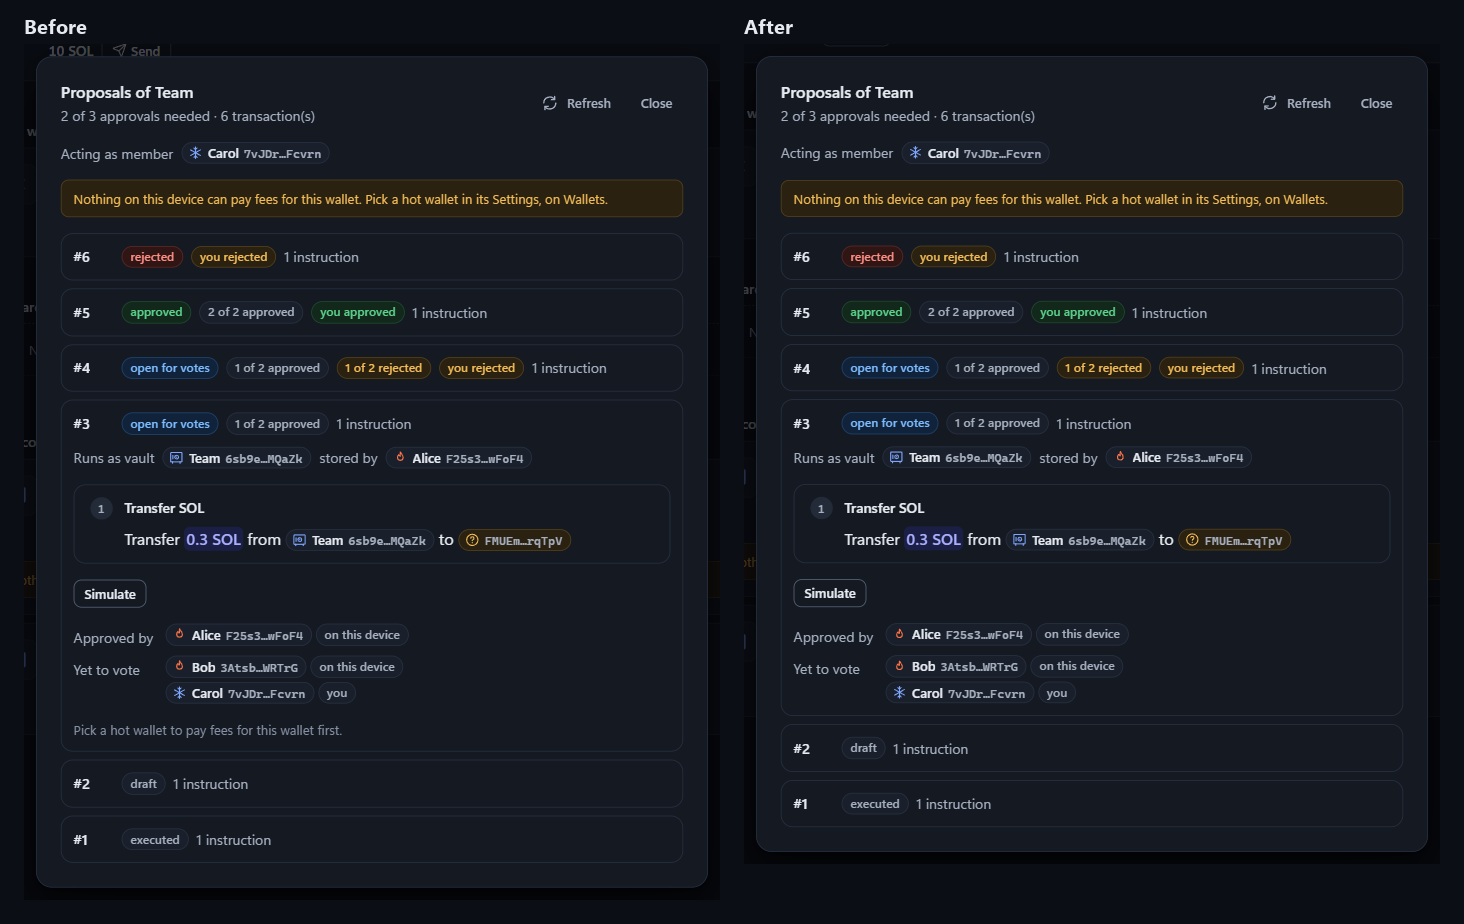 Before
10 SOL Send
Proposals of Team
2 of 3 approvals needed · 6 transaction(s)
Refresh
Close
Acting as member Carol 7vJDr…Fcvrn
Nothing on this device can pay fees for this wallet. Pick a hot wallet in its Settings, on Wallets.
#6 rejected you rejected 1 instruction
#5 approved 2 of 2 approved you approved 1 instruction
#4 open for votes 1 of 2 approved 1 of 2 rejected you rejected 1 instruction
#3 open for votes 1 of 2 approved 1 instruction
Runs as vault Team 6sb9e…MQaZk stored by Alice F25s3…wFoF4
1 Transfer SOL
Transfer 0.3 SOL from Team 6sb9e…MQaZk to FMUEm…rqTpV
Simulate
Approved by Alice F25s3…wFoF4 on this device
Yet to vote Bob 3Atsb…WRTrG on this device
Carol 7vJDr…Fcvrn you
Pick a hot wallet to pay fees for this wallet first.
#2 draft 1 instruction
#1 executed 1 instruction
After
Proposals of Team
2 of 3 approvals needed · 6 transaction(s)
Refresh
Close
Acting as member Carol 7vJDr…Fcvrn
Nothing on this device can pay fees for this wallet. Pick a hot wallet in its Settings, on Wallets.
#6 rejected you rejected 1 instruction
#5 approved 2 of 2 approved you approved 1 instruction
#4 open for votes 1 of 2 approved 1 of 2 rejected you rejected 1 instruction
#3 open for votes 1 of 2 approved 1 instruction
Runs as vault Team 6sb9e…MQaZk stored by Alice F25s3…wFoF4
1 Transfer SOL
Transfer 0.3 SOL from Team 6sb9e…MQaZk to FMUEm…rqTpV
Simulate
Approved by Alice F25s3…wFoF4 on this device
Yet to vote Bob 3Atsb…WRTrG on this device
Carol 7vJDr…Fcvrn you
#2 draft 1 instruction
#1 executed 1 instruction